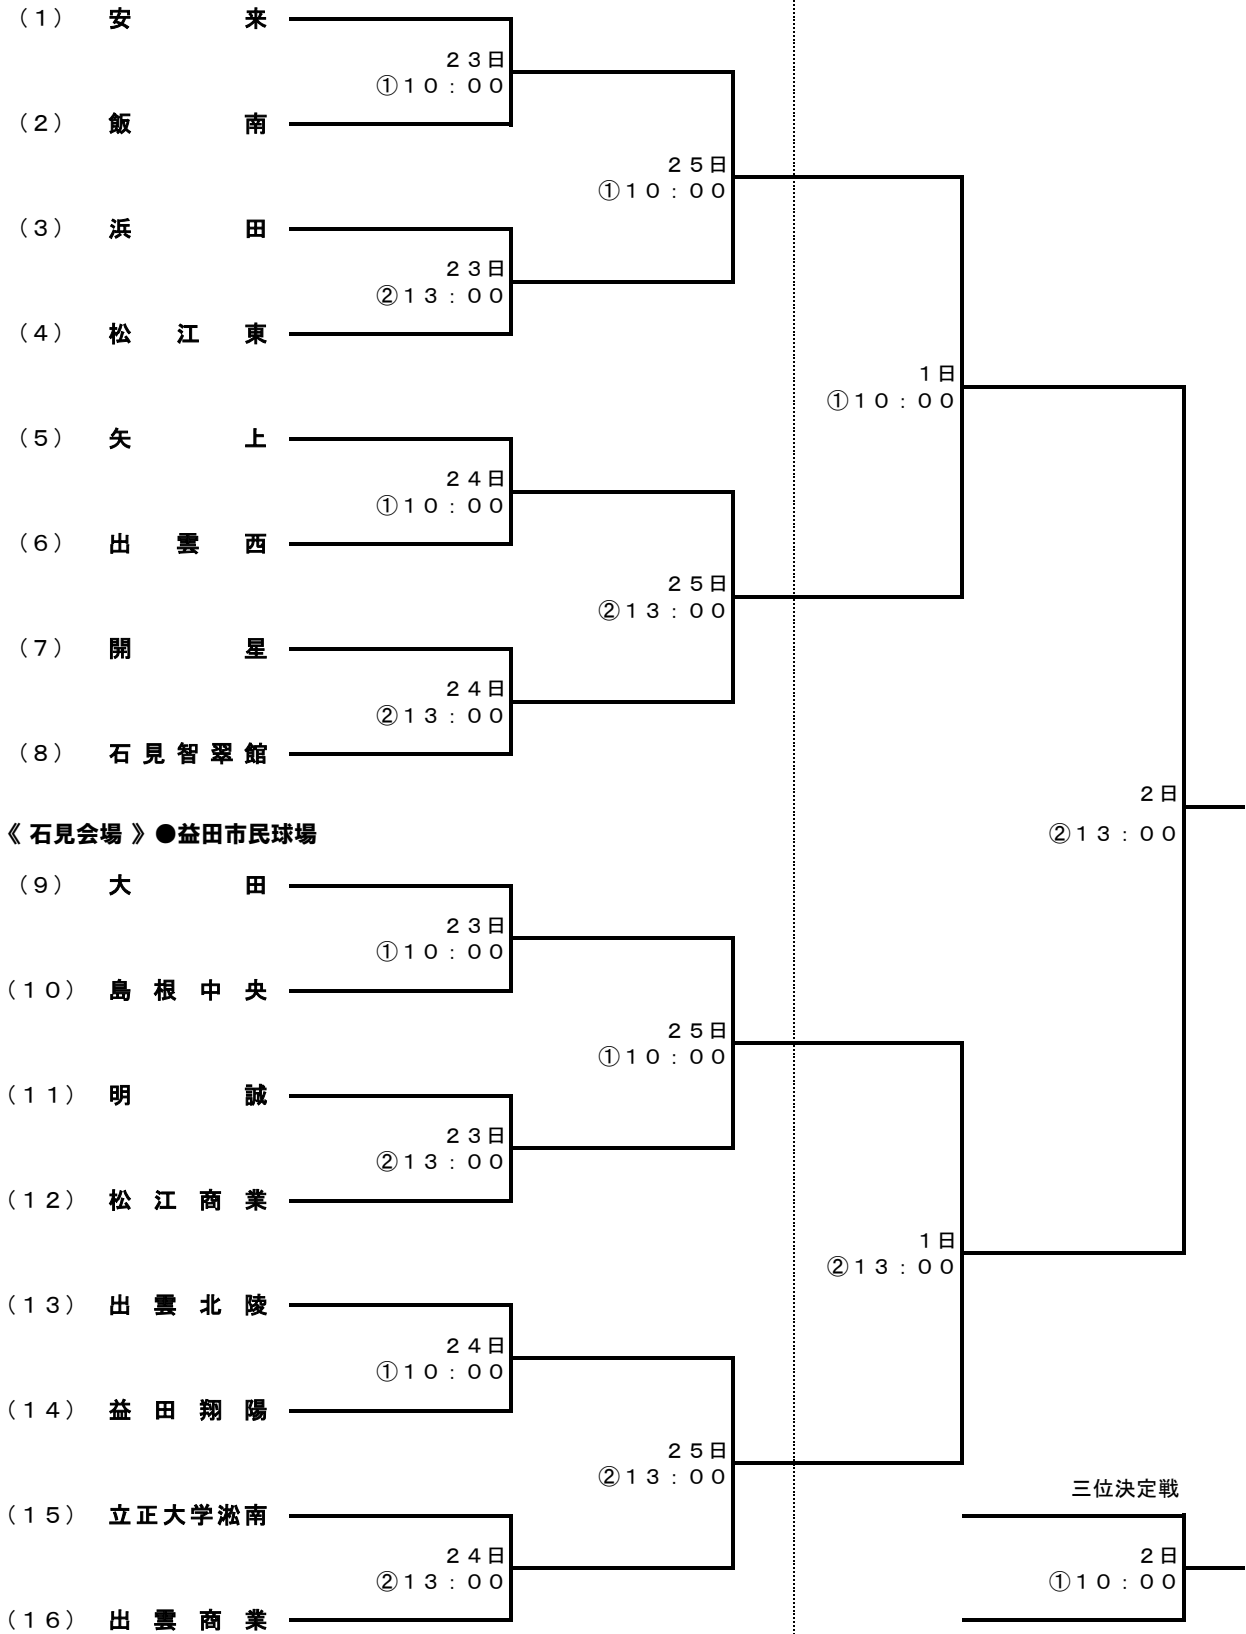 （１） 安 来
２３日
①１０：００
（２） 飯 南
２５日
①１０：００
（３） 浜 田
２３日
②１３：００
（４） 松 江 東
１日
①１０：００
（５） 矢 上
２４日
①１０：００
（６） 出 雲 西
２５日
②１３：００
（７） 開 星
２４日
②１３：００
（８） 石 見 智 翠 館
２日
②１３：００
《 石見会場 》●益田市民球場
（９） 大 田
２３日
①１０：００
（１０） 島 根 中 央
２５日
①１０：００
（１１） 明 誠
２３日
②１３：００
（１２） 松 江 商 業
１日
②１３：００
（１３） 出 雲 北 陵
２４日
①１０：００
（１４） 益 田 翔 陽
２５日
②１３：００
三位決定戦
（１５） 立正大学淞南
２４日
②１３：００
２日
①１０：００
（１６） 出 雲 商 業